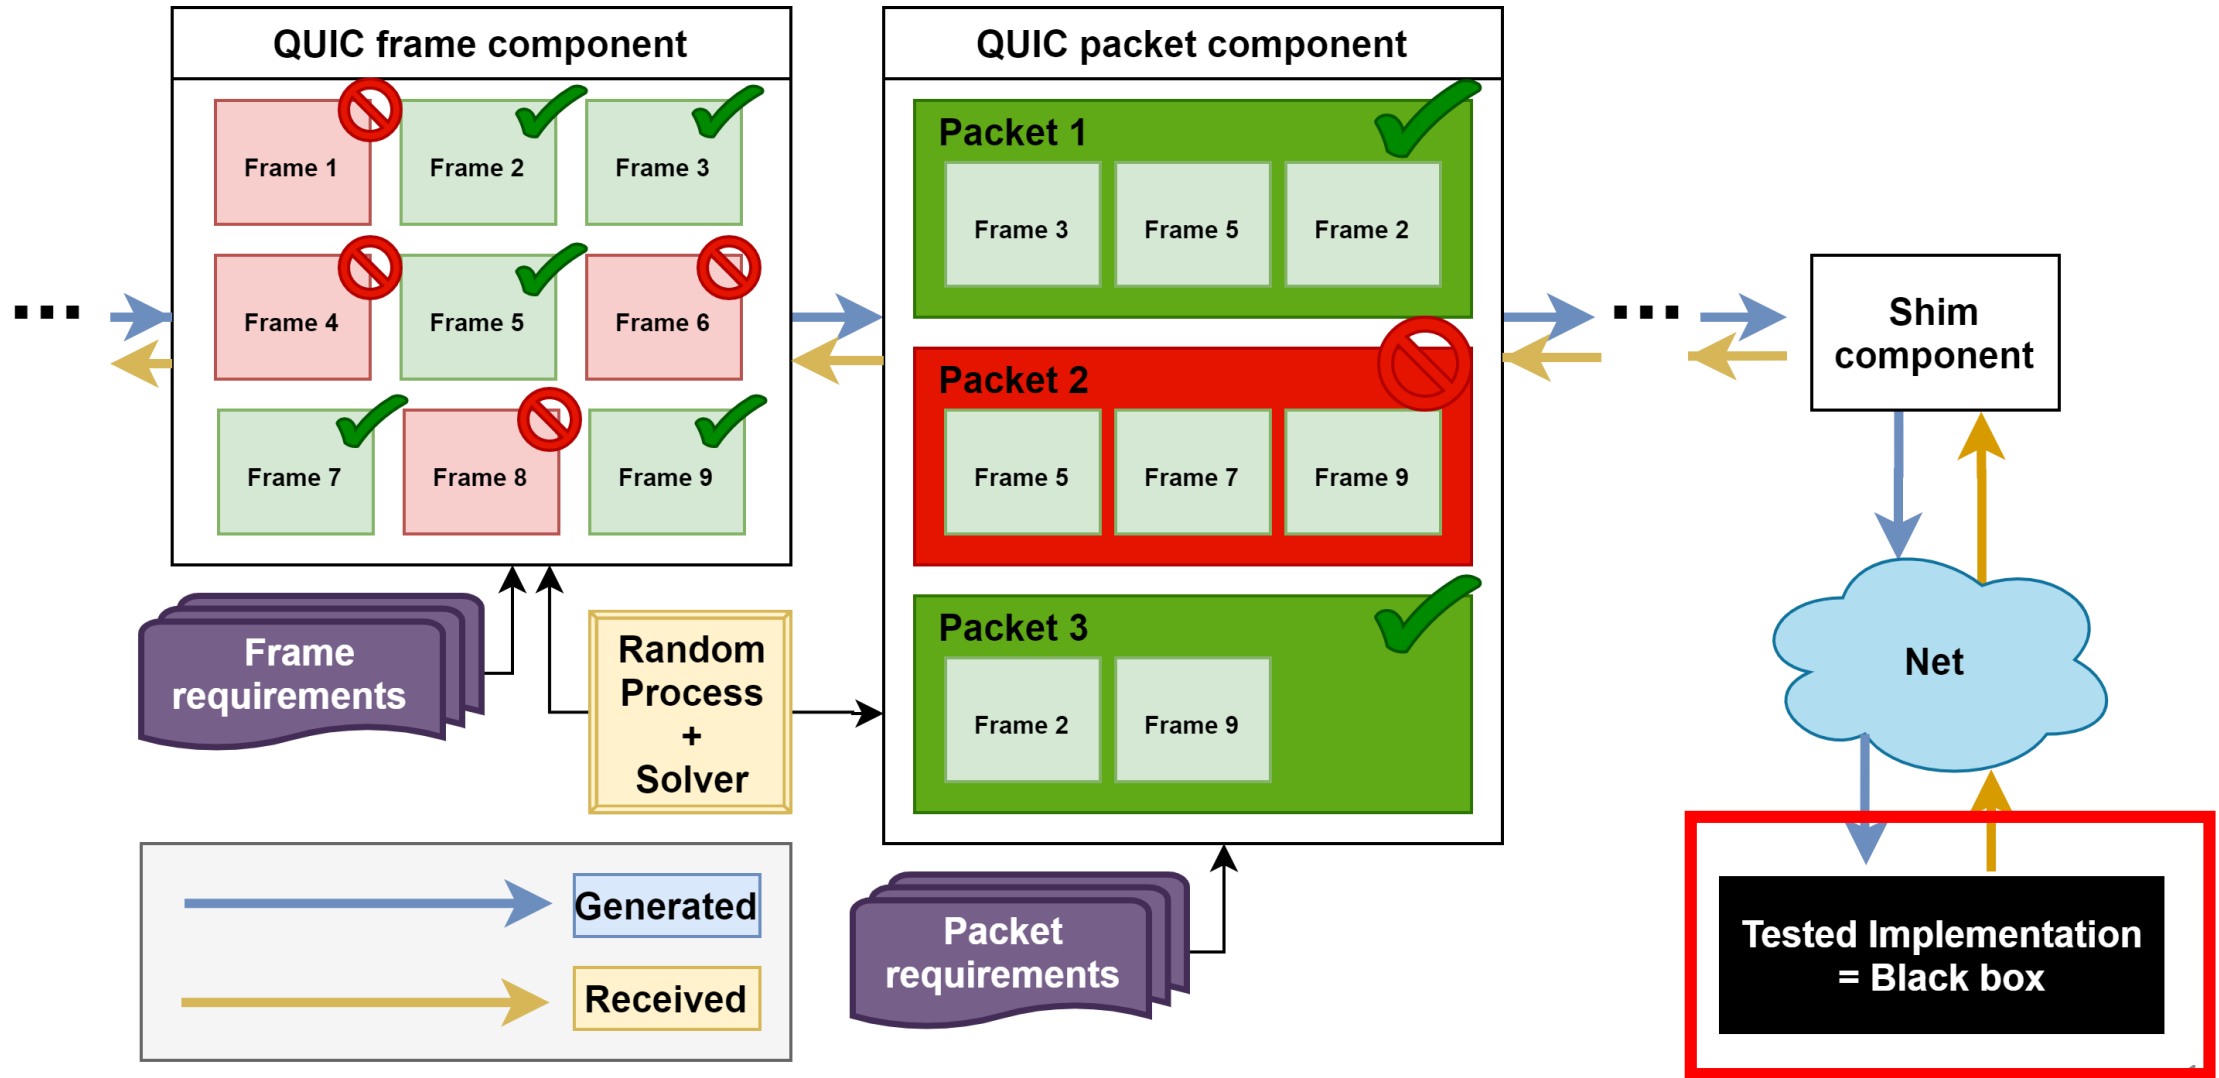 QUIC frame component
Frame 1
Frame 2
Frame 3
Frame 4
Frame 5
Frame 6
Frame 7
Frame 8
Frame 9
Frame
requirements
Random
Process
+
Solver
Generated
Received
QUIC packet component
Packet 1
Frame 3
Frame 5
Frame 2
Packet 2
Frame 5
Frame 7
Frame 9
Packet 3
Frame 2
Frame 9
Packet
requirements
...
...
Shim
component
Net
Tested Implementation
= Black box